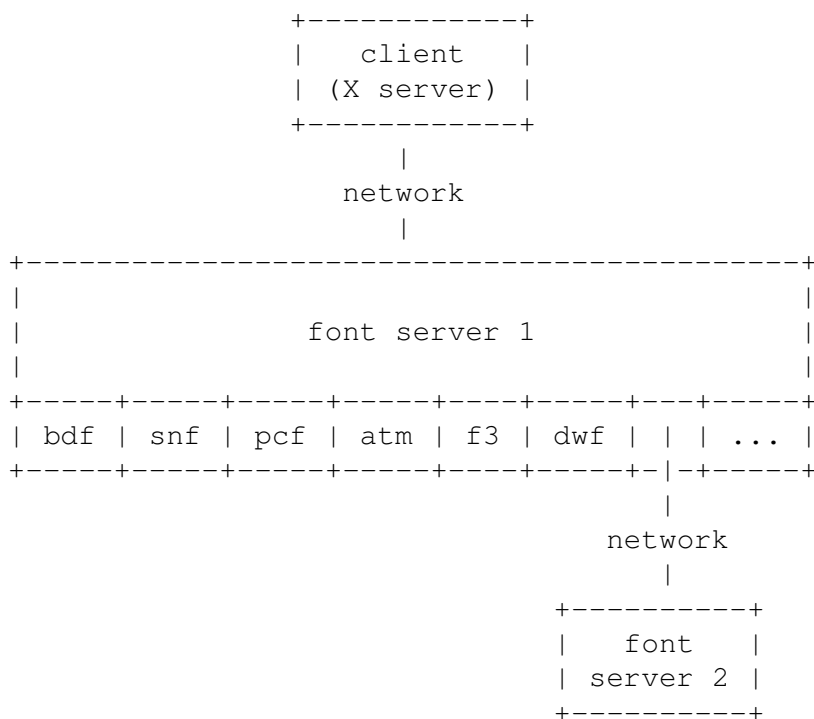 client
(X server)
network
font server 1
bdf | snf | pcf | atm | f3 | dwf | | | ...
network
font
server 2